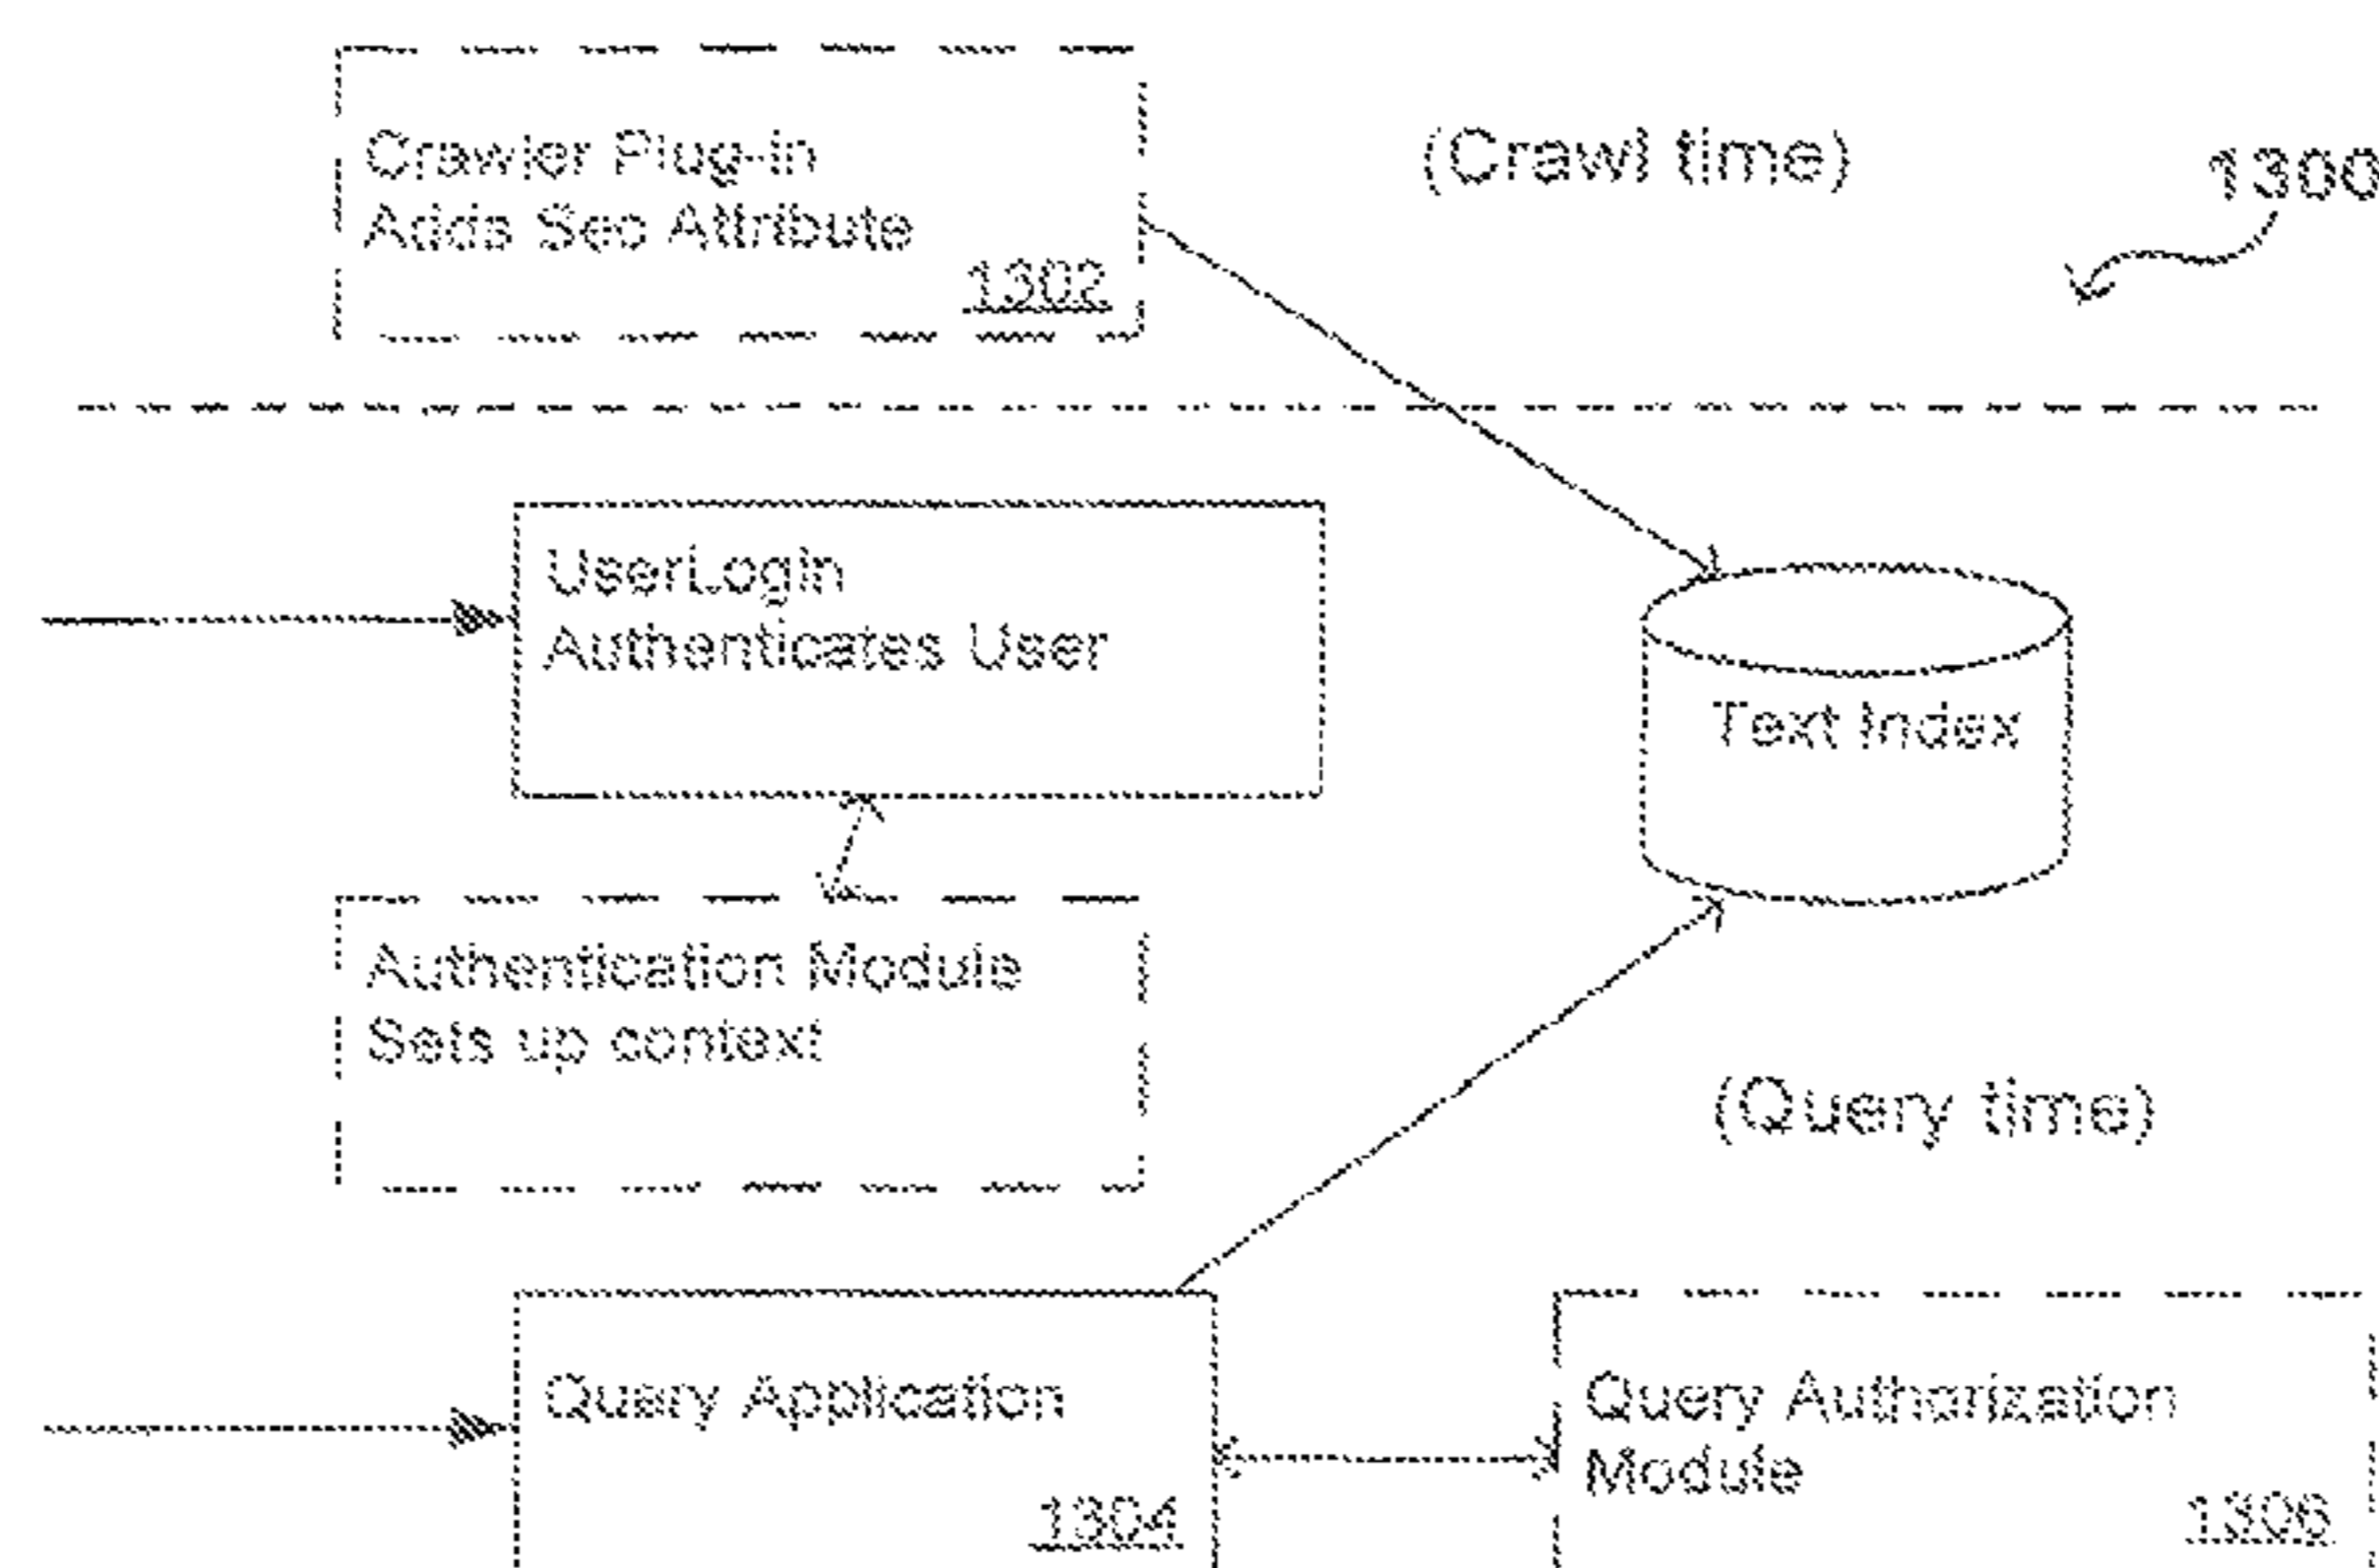 Crawler Plug-in
Adds Sec Attribute
1302
(Crawl time)
1300
UserLogin
Authenticates User
Text Index
Authentication Module
Sets up context
(Query time)
Query Application
1304
Query Authorization
Module
1306